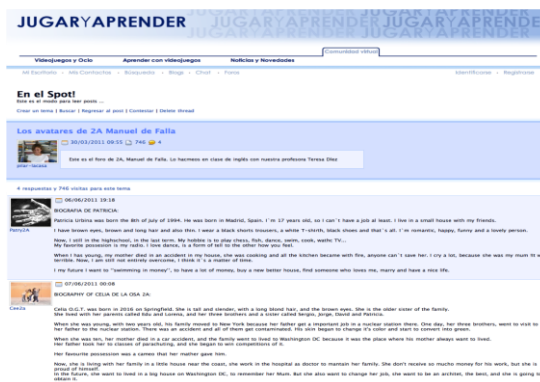 JUGARYAPRENDER
Comunidad virtual
Videojuegos y Ocio Aprender con videojuegos Noticias y Novedades
Mi Escritorio - Mis Contactos - Búsqueda - Blogs - Chat - Foros Identificarse - Registrarse
En el Spot!
Este es el modo para leer posts ...
Crear un tema | Buscar | Regresar al post | Contestar | Delete thread
Los avatares de 2A Manuel de Falla
30/03/2011 09:55 746 4
Este es el foro de 2A, Manuel de Falla. Lo hacmeos en clase de inglés con nuestra profesora Teresa Díez
pilar-lacasa
4 respuestas y 746 visitas para este tema
06/06/2011 19:18
Patry2A
BIOGRAFIA DE PATRICIA:
Patricia Urbina was born the 8th of July of 1994. He was born in Madrid, Spain. I´m 17 years old, so I can´t have a job at least. I live in a small house with my friends.
I have brown eyes, brown and long hair and also thin. I wear a black shorts trousers, a white T-shirth, black shoes and that´s all. I´m romantic, happy, funny and a lovely person.
Now, I still in the highschool, in the last term. My hobbie is to play chess, fish, dance, swim, cook, wathc TV...
My favorite possession is my radio. I love dance, is a form of tell to the other how you feel.
When I has young, my mother died in an accident in my house, she was cooking and all the kitchen became with fire, anyone can´t save her. I cry a lot, because she was my mum It w
terrible. Now, I am still not entirely overcome, but I think it´s a matter of time.
I my future I want to "swimming in money", to have a lot of money, buy a new better house, find someone who loves me, marry and have a nice life.
07/06/2011 00:08
Cee2a
BIOGRAPHY OF CELIA DE LA OSA 2A:
Celia O.G.T. was born in 2016 on Springfield. She is tall and slender, with a long blond hair, and the brown eyes. She is the older sister of the family.
She lived with her parents called Edu and Lorena, and her three brothers and a sister called Sergio, Jorge, David and Patricia.
When she was young, with two years old, his family moved to New York because her father got a important job in a nuclear station there. One day, her three brothers, went to visit to
her father to the nuclear station. There was an accident and all of them get contaminated. His skin began to change it's color and start to convert into green.
When she was ten, her mother died in a car accident, and the family went to lived to Washington DC because it was the place where his mother always want to lived.
Her father took her to classes of parachuting, and she began to win competitions of it.
Her favourite possession was a cameo that her mother gave him.
Now, she is living with her family in a little house near the coast, she work in the hospital as doctor to mantain her family. She don't receive so much money for his work, but she is
proud of himself.
In the future, she want to lived in a big house on Washington DC, to remember her Mum. But she also want to change her job, she want to be an archiret, the best, and she is going to
obtain it.